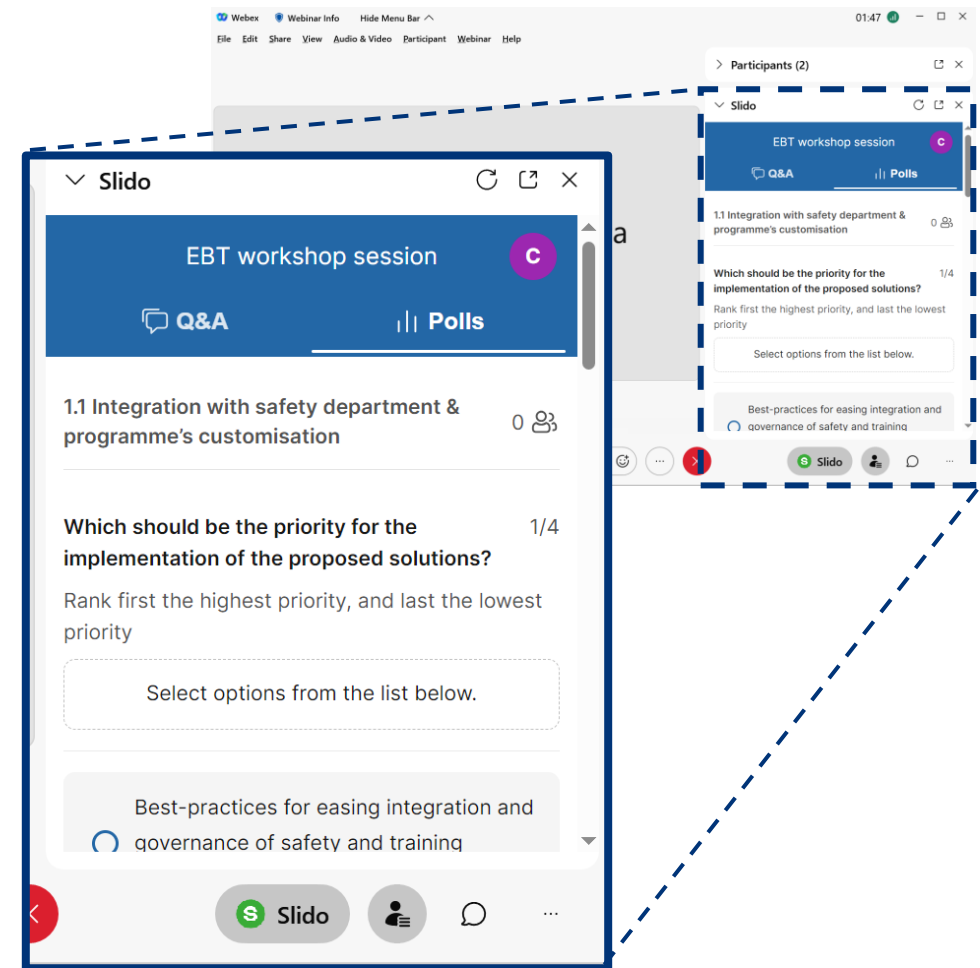 Webex Webinar Info Hide Menu Bar
01:47
File Edit Share View Audio & Video Participant Webinar Help
Participants (2)
Slido
EBT workshop session
C
Q&A Polls
1.1 Integration with safety department &
programme's customisation
0
Which should be the priority for the
implementation of the proposed solutions?
1/4
Rank first the highest priority, and last the lowest
priority
Select options from the list below.
Best-practices for easing integration and
governance of safety and training
S Slido
a
Slido
EBT workshop session
C
Q&A Polls
1.1 Integration with safety department &
programme's customisation
0
Which should be the priority for the
implementation of the proposed solutions?
1/4
Rank first the highest priority, and last the lowest
priority
Select options from the list below.
Best-practices for easing integration and
governance of safety and training
S Slido